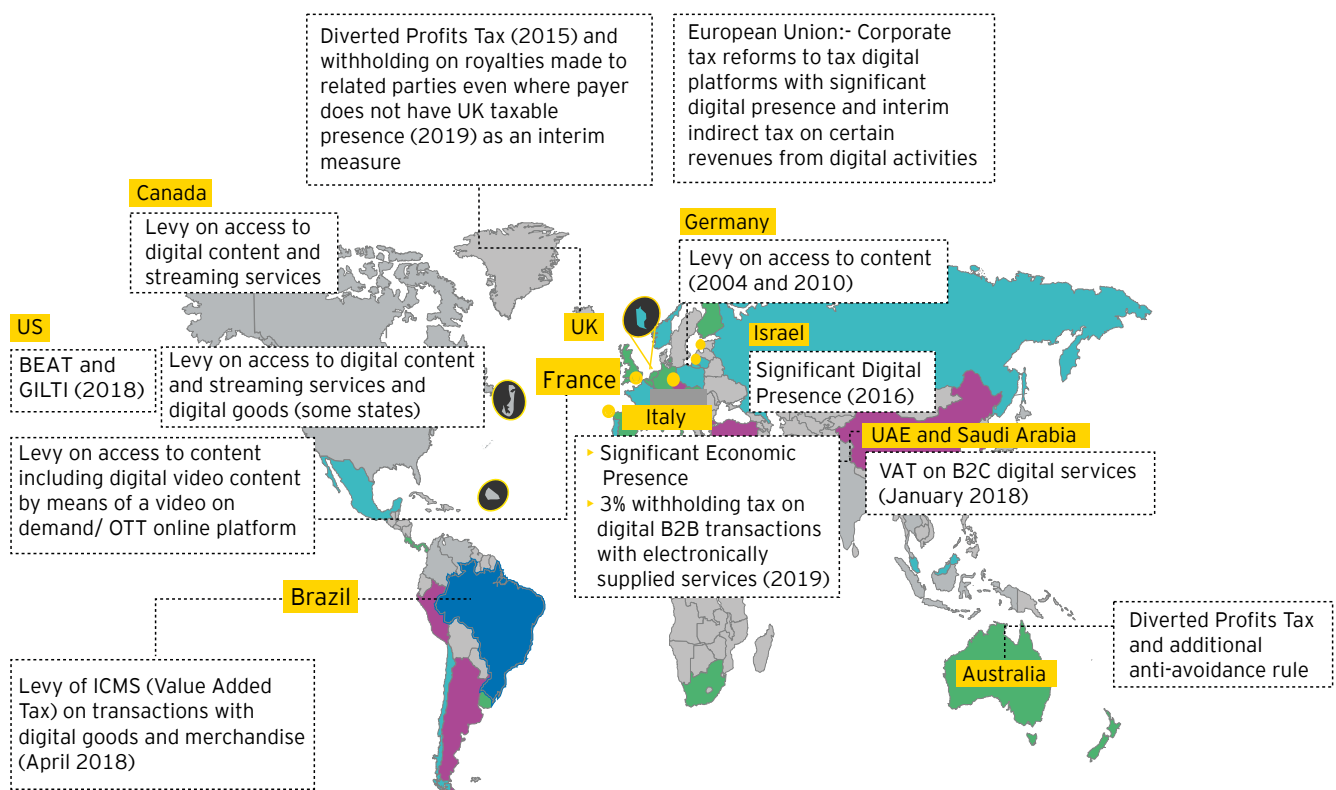 Diverted Profits Tax (2015) and
withholding on royalties made to
related parties even where payer
does not have UK taxable
presence (2019) as an interim
measure
European Union:- Corporate
tax reforms to tax digital
platforms with significant
digital presence and interim
indirect tax on certain
revenues from digital activities
Canada
Levy on access to
digital content and
streaming services
Germany
Levy on access to content
(2004 and 2010)
US
BEAT and
GILTI (2018)
Levy on access to digital content
and streaming services and
digital goods (some states)
UK
France
Israel
Significant Digital
Presence (2016)
Italy
▸ Significant Economic
Presence
▸ 3% withholding tax on
digital B2B transactions
with electronically
supplied services (2019)
UAE and Saudi Arabia
VAT on B2C digital services
(January 2018)
Levy on access to content
including digital video content
by means of a video on
demand/ OTT online platform
Brazil
Levy of ICMS (Value Added
Tax) on transactions with
digital goods and merchandise
(April 2018)
Australia
Diverted Profits Tax
and additional
anti-avoidance rule